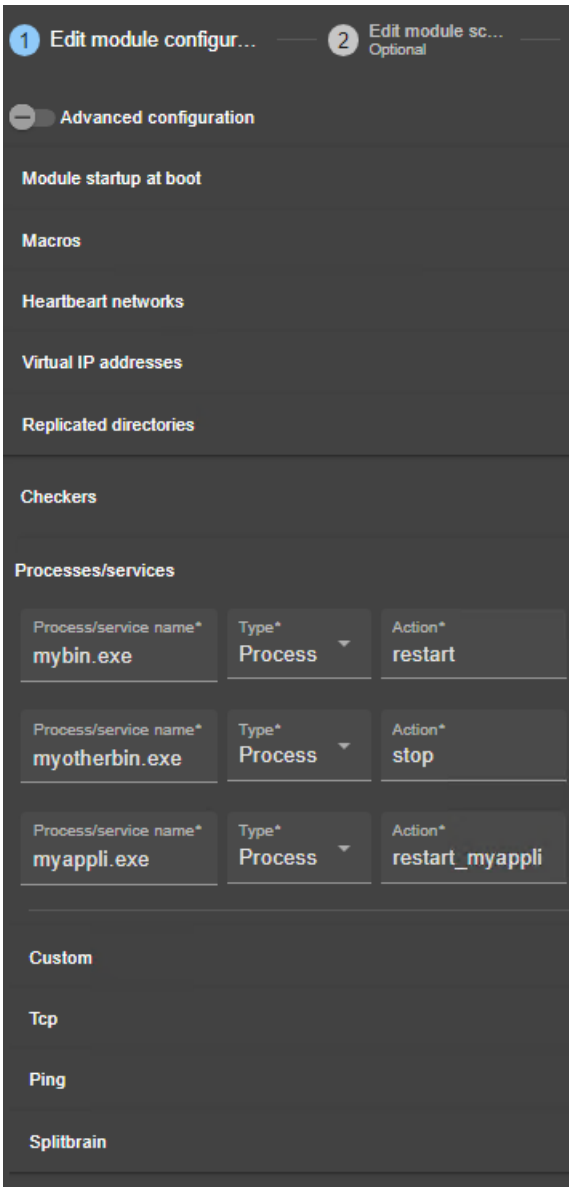 1 Edit module configur...
2 Edit module sc...
Optional
Advanced configuration
Module startup at boot
Macros
Heartbeart networks
Virtual IP addresses
Replicated directories
Checkers
Processes/services
Process/service name* Type* Action*
mybin.exe Process restart
Process/service name* Type* Action*
myotherbin.exe Process stop
Process/service name* Type* Action*
myappli.exe Process restart_myappli
Custom
Tcp
Ping
Splitbrain